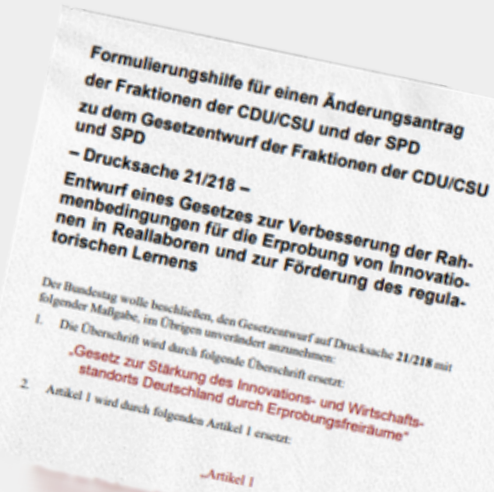 Formulierungshilfe für einen Änderungsantrag
der Fraktionen der CDU/CSU und der SPD
zu dem Gesetzentwurf der Fraktionen der CDU/CSU
und SPD
– Drucksache 21/218 –
Entwurf eines Gesetzes zur Verbesserung der Rah-
menbedingungen für die Erprobung von Innovatio-
nen in Reallaboren und zur Förderung des regula-
torischen Lernens
Der Bundestag wolle beschließen, den Gesetzentwurf auf Drucksache 21/218 mit
folgender Maßgabe, im Übrigen unverändert anzunehmen:
1. Die Überschrift wird durch folgende Überschrift ersetzt:
„Gesetz zur Stärkung des Innovations- und Wirtschafts-
standorts Deutschland durch Erprobungsfreiräume“
2. Artikel 1 wird durch folgenden Artikel 1 ersetzt:
„Artikel 1